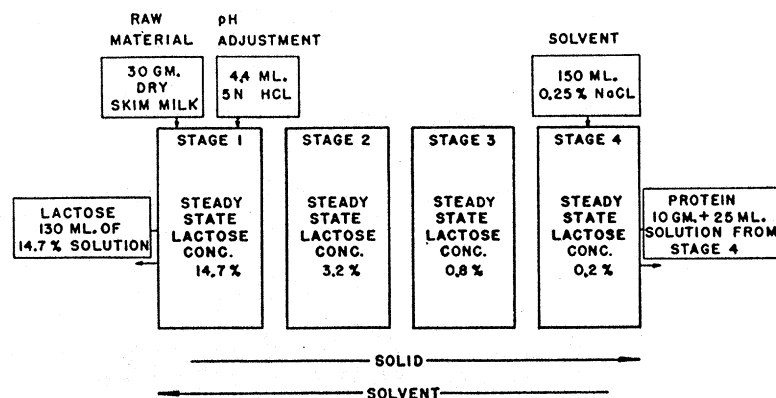 RAW
MATERIAL
pH
ADJUSTMENT
SOLVENT
30 GM.
DRY
SKIM MILK
4.4 ML.
5N HCL
150 ML.
0.25% NaCL
STAGE 1
STEADY
STATE
LACTOSE
CONC.
14.7%
STAGE 2
STEADY
STATE
LACTOSE
CONC.
3.2%
STAGE 3
STEADY
STATE
LACTOSE
CONC.
0.8%
STAGE 4
STEADY
STATE
LACTOSE
CONC.
0.2%
LACTOSE
130 ML. OF
14.7% SOLUTION
PROTEIN
10 GM. + 25 ML.
SOLUTION FROM
STAGE 4
SOLID
SOLVENT